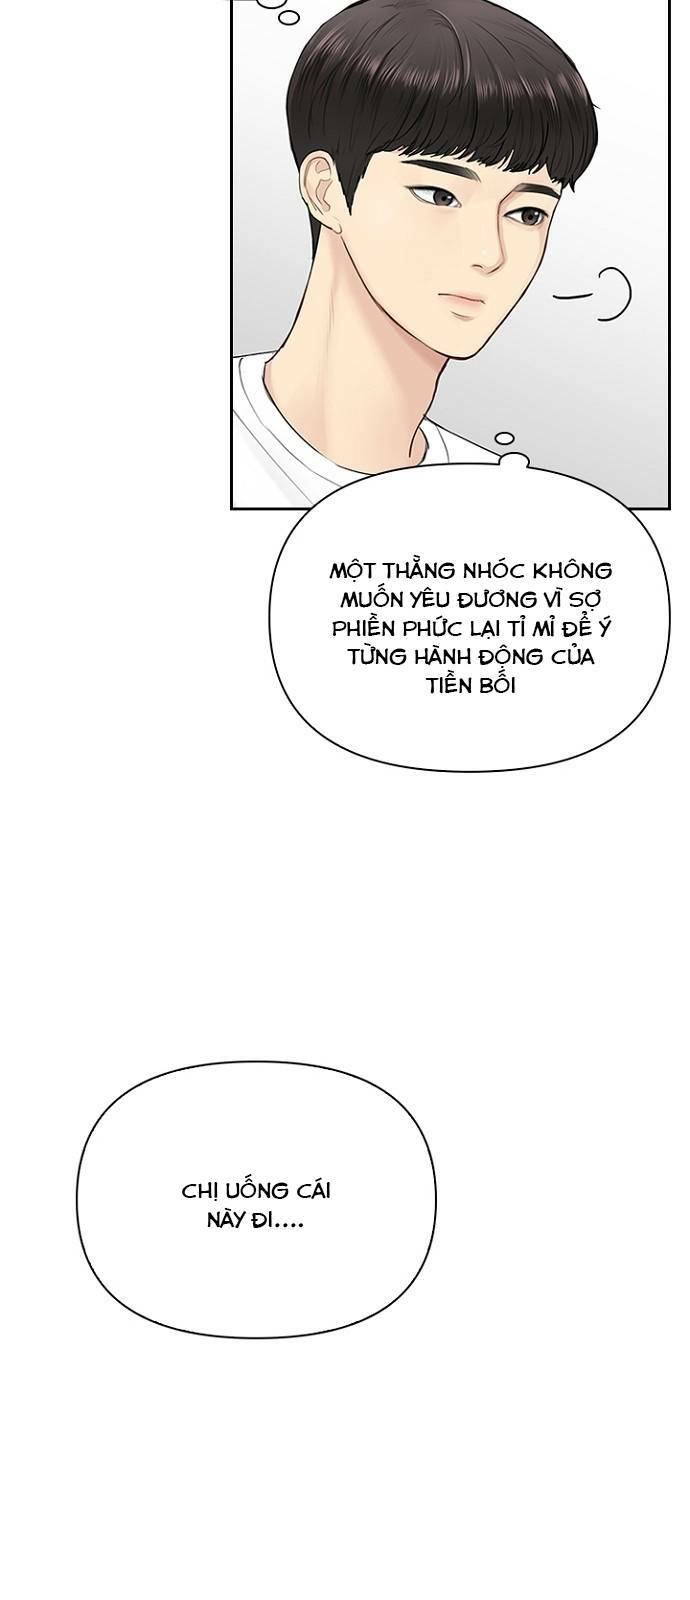 MỘT THẰNG NHÓC KHÔNG
MUỐN YÊU ĐƯƠNG VÌ SỢ
PHIỀN PHỨC LẠI TỈ MỈ ĐỂ Ý
TỪNG HÀNH ĐỘNG CỦA
TIỀN BỐI
CHỊ UỐNG CÁI
NÀY ĐI....